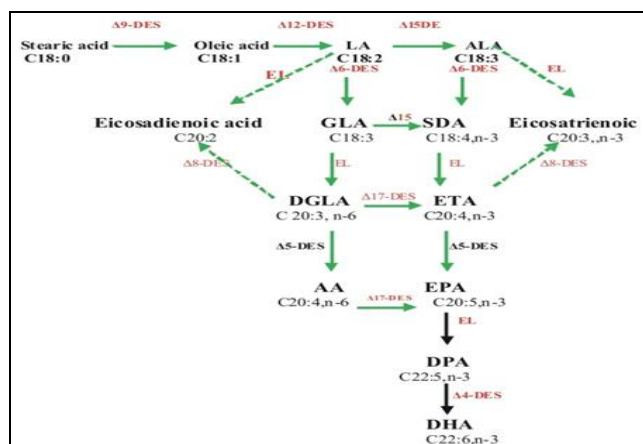 Δ9-DES Δ12-DES Δ15DE
Stearic acid Oleic acid LA ALA
C18:0 C18:1 C18:2 C18:3
EL Δ6-DES Δ6-DES EL
Eicosadienoic acid GLA Δ15 SDA Eicosatrienoic
C20:2 C18:3 C18:4,n-3 C20:3,,n-3
Δ8-DES EL EL Δ8-DES
DGLA Δ17-DES ETA
C 20:3, n-6 C20:4,n-3
Δ5-DES Δ5-DES
AA Δ17-DES EPA
C20:4,n-6 C20:5,n-3
EL
DPA
C22:5,n-3
Δ4-DES
DHA
C22:6,n-3